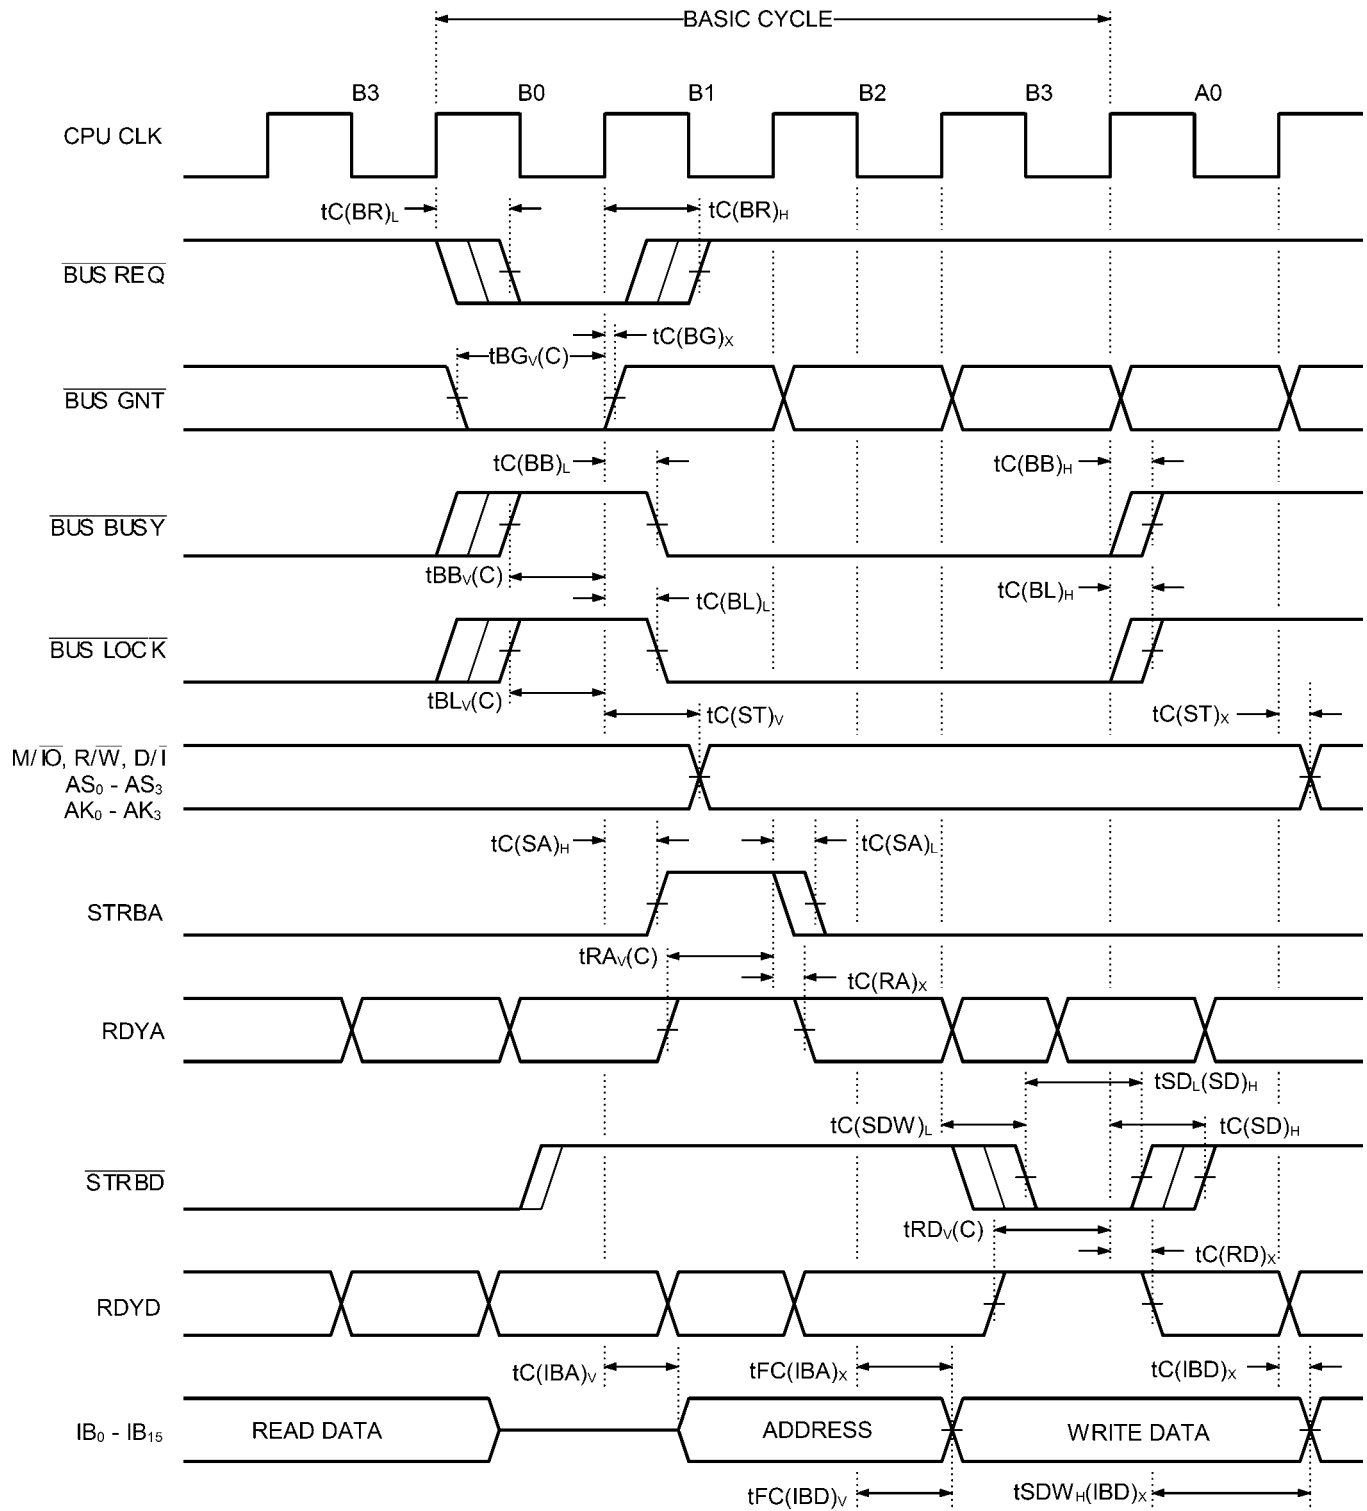 BASIC CYCLE
B3 B0 B1 B2 B3 A0
CPU CLK
tC(BR)L tC(BR)H
BUS REQ
tC(BG)X
tBGV(C)
BUS GNT
tC(BB)L tC(BB)H
BUS BUSY
tBBV(C) tC(BL)H
tC(BL)L
BUS LOCK
tBLV(C)
tC(ST)V tC(ST)X
M/IO, R/W, D/I
AS0 - AS3
AK0 - AK3
tC(SA)H tC(SA)L
STRBA
tRAV(C)
tC(RA)X
RDYA
tSDL(SD)H
tC(SDW)L tC(SD)H
STRBD
tRDV(C)
tC(RD)X
RDYD
tC(IBA)V tFC(IBA)X tC(IBD)X
IB0 - IB15 READ DATA ADDRESS WRITE DATA
tFC(IBD)V tSDWH(IBD)X